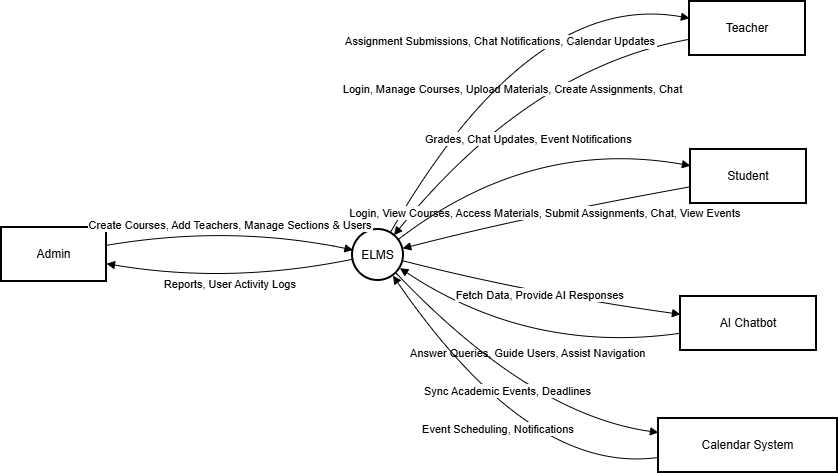 Teacher
Assignment Submissions, Chat Notifications, Calendar Updates
Login, Manage Courses, Upload Materials, Create Assignments, Chat
Grades, Chat Updates, Event Notifications
Student
Login, View Courses, Access Materials, Submit Assignments, Chat, View Events
Create Courses, Add Teachers, Manage Sections & Users
Admin
ELMS
Reports, User Activity Logs
Fetch Data, Provide AI Responses
AI Chatbot
Answer Queries, Guide Users, Assist Navigation
Sync Academic Events, Deadlines
Event Scheduling, Notifications
Calendar System